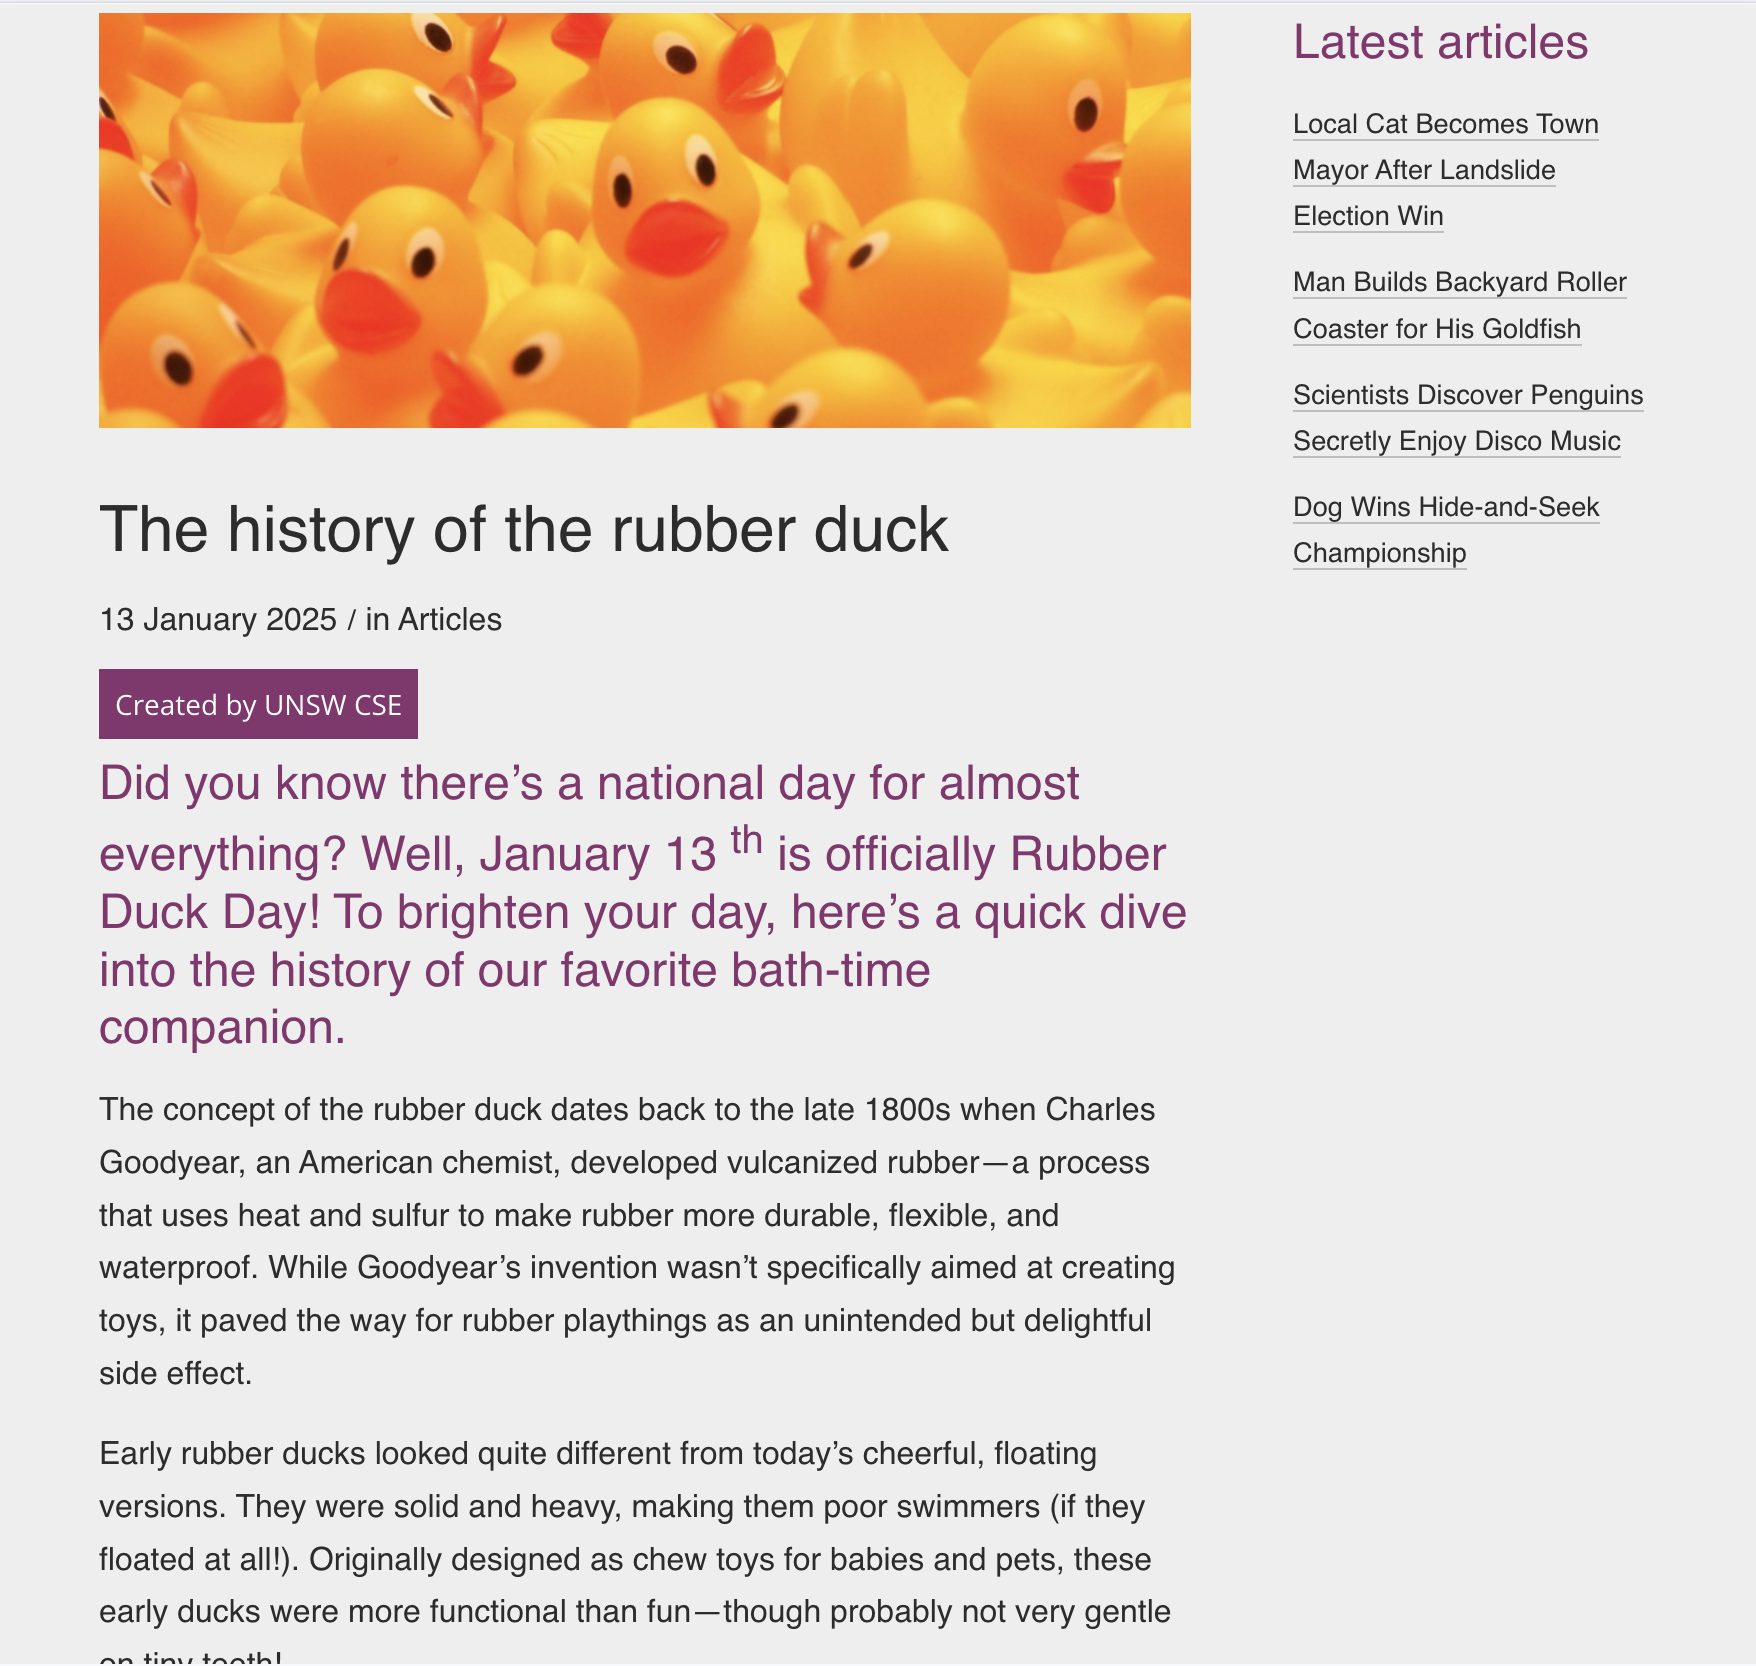 The history of the rubber duck
13 January 2025 / in Articles
Created by UNSW CSE
Did you know there’s a national day for almost
everything? Well, January 13 th is officially Rubber
Duck Day! To brighten your day, here’s a quick dive
into the history of our favorite bath-time
companion.
The concept of the rubber duck dates back to the late 1800s when Charles
Goodyear, an American chemist, developed vulcanized rubber—a process
that uses heat and sulfur to make rubber more durable, flexible, and
waterproof. While Goodyear’s invention wasn’t specifically aimed at creating
toys, it paved the way for rubber playthings as an unintended but delightful
side effect.
Early rubber ducks looked quite different from today’s cheerful, floating
versions. They were solid and heavy, making them poor swimmers (if they
floated at all!). Originally designed as chew toys for babies and pets, these
early ducks were more functional than fun—though probably not very gentle
on tiny teeth!
Latest articles
Local Cat Becomes Town
Mayor After Landslide
Election Win
Man Builds Backyard Roller
Coaster for His Goldfish
Scientists Discover Penguins
Secretly Enjoy Disco Music
Dog Wins Hide-and-Seek
Championship